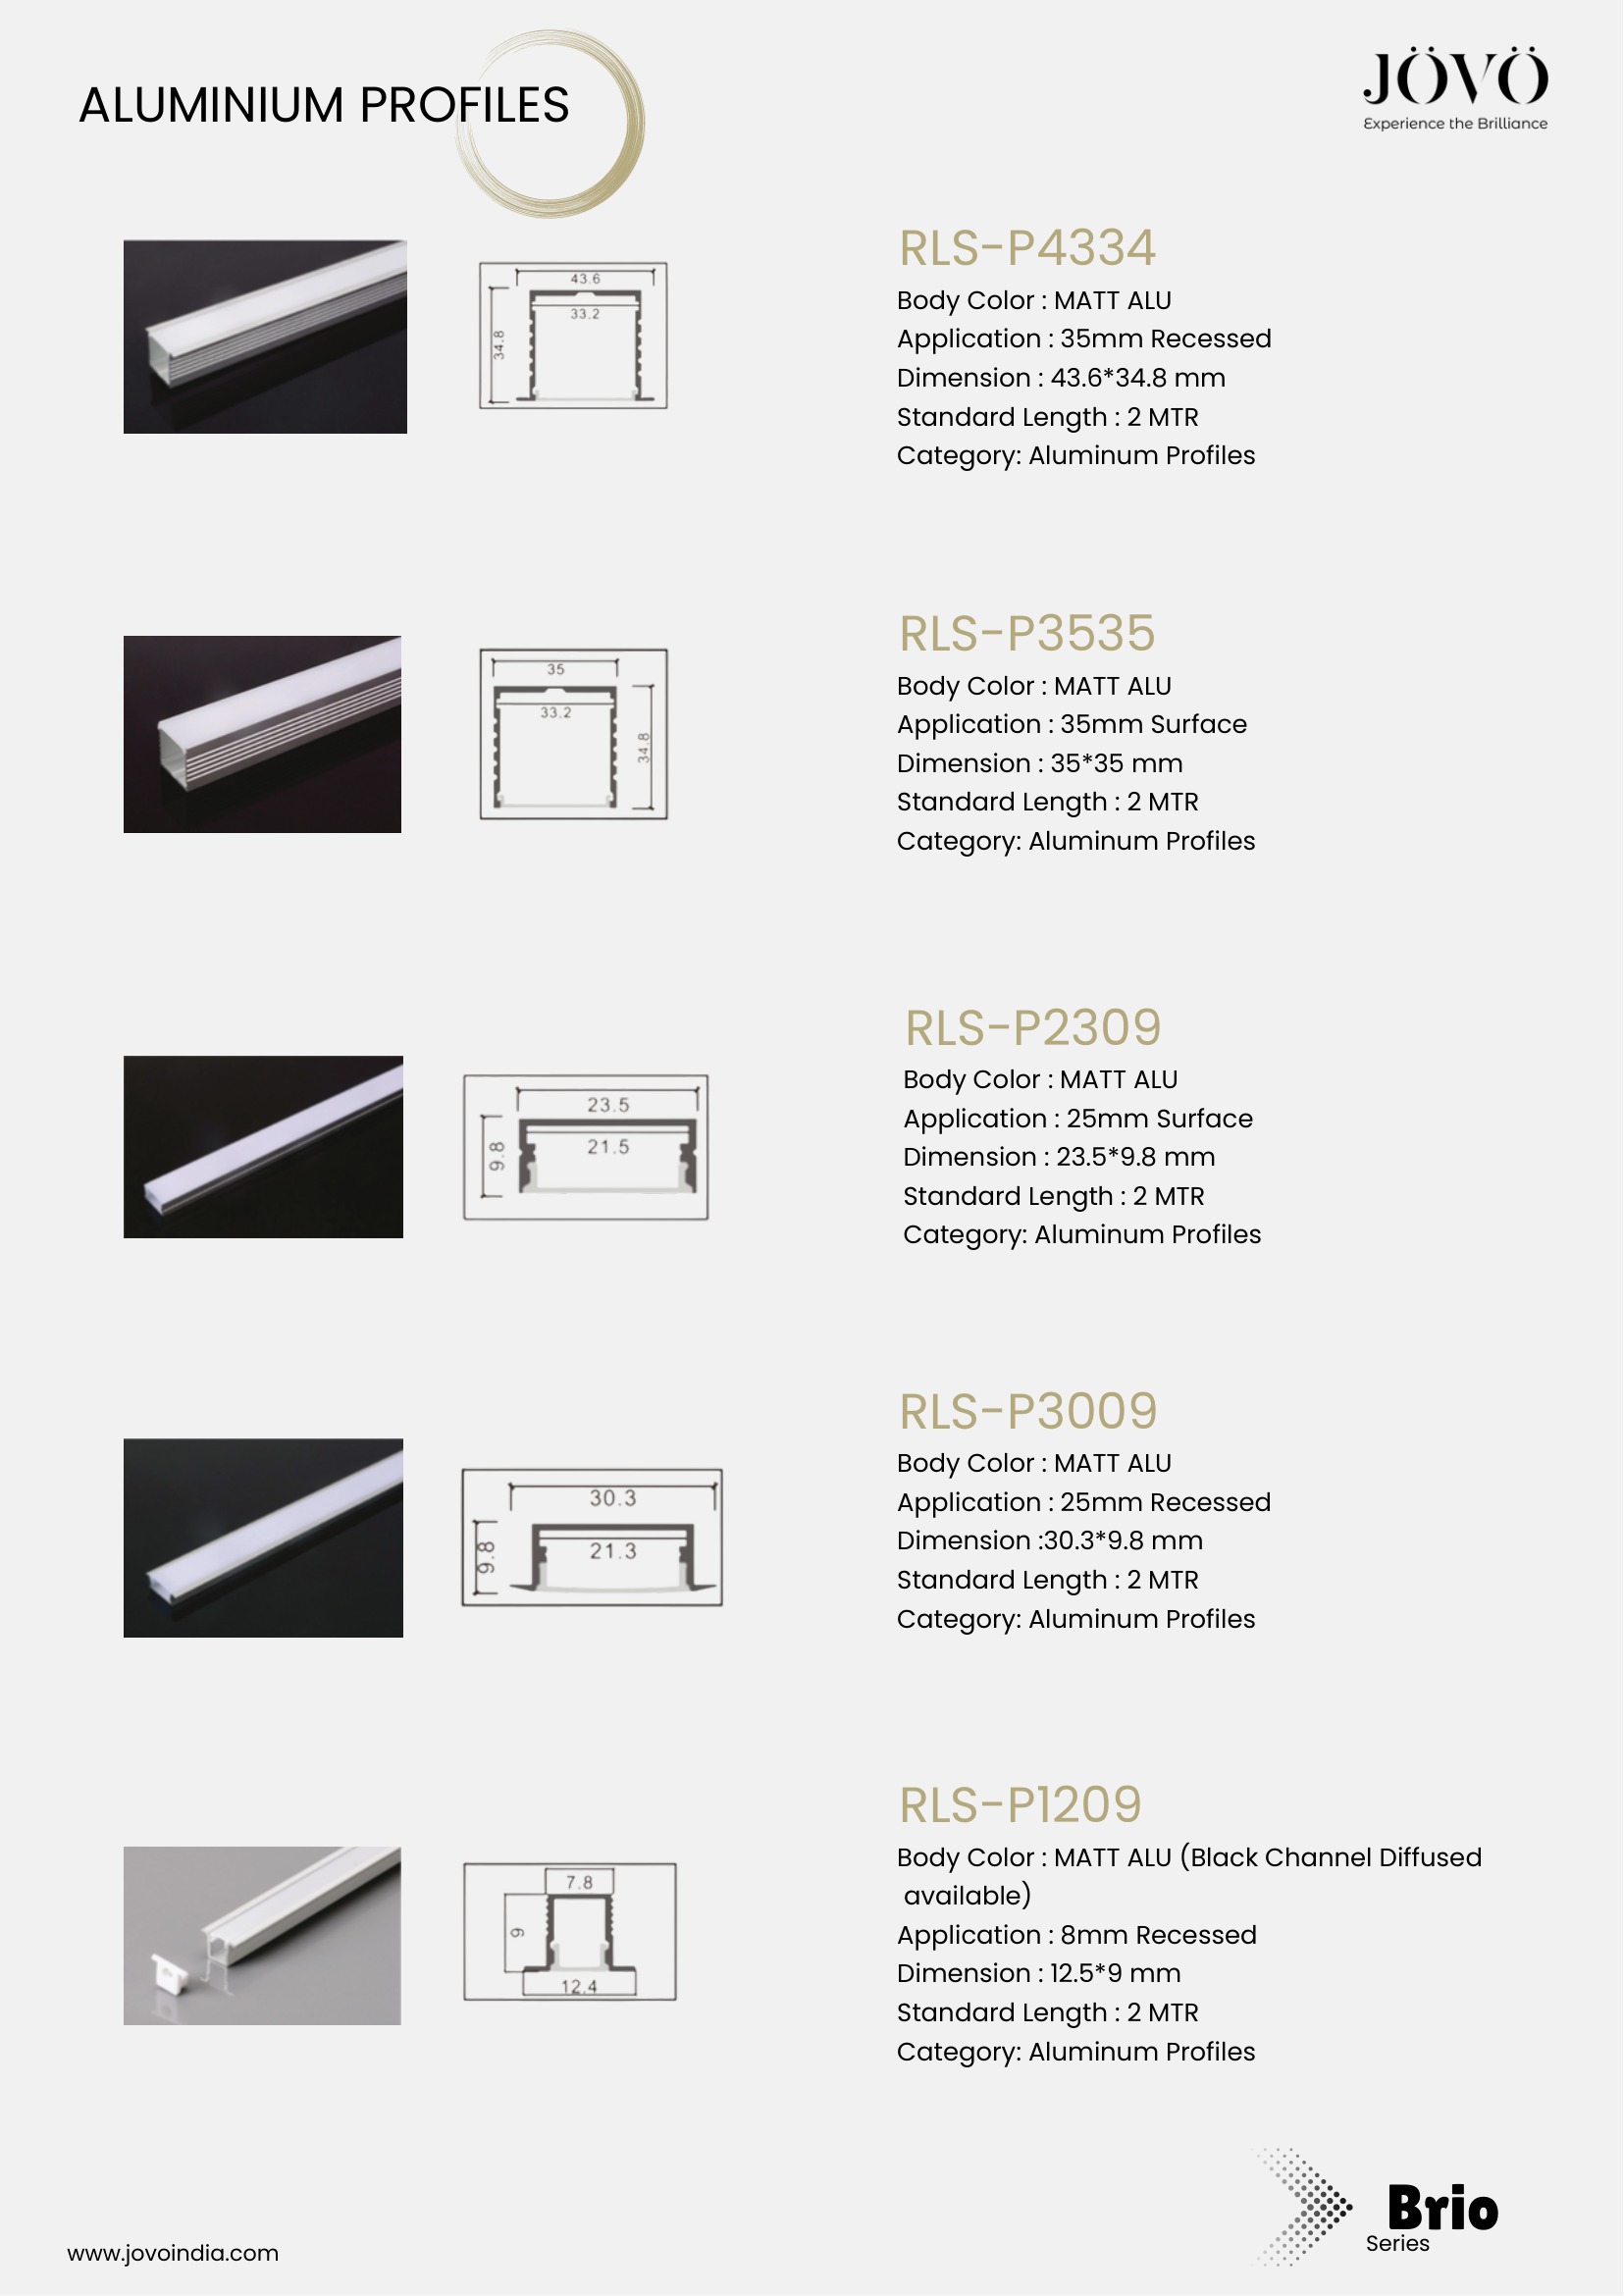 ALUMINIUM PROFILES
JÖVÖ
Experience the Brilliance
43.6
33.2
34.8
RLS-P4334
Body Color : MATT ALU
Application : 35mm Recessed
Dimension : 43.6*34.8 mm
Standard Length : 2 MTR
Category: Aluminum Profiles
35
33.2
34.8
RLS-P3535
Body Color : MATT ALU
Application : 35mm Surface
Dimension : 35*35 mm
Standard Length : 2 MTR
Category: Aluminum Profiles
23.5
21.5
9.8
RLS-P2309
Body Color : MATT ALU
Application : 25mm Surface
Dimension : 23.5*9.8 mm
Standard Length : 2 MTR
Category: Aluminum Profiles
30.3
21.3
9.8
RLS-P3009
Body Color : MATT ALU
Application : 25mm Recessed
Dimension :30.3*9.8 mm
Standard Length : 2 MTR
Category: Aluminum Profiles
7.8
9
12.4
RLS-P1209
Body Color : MATT ALU (Black Channel Diffused
available)
Application : 8mm Recessed
Dimension : 12.5*9 mm
Standard Length : 2 MTR
Category: Aluminum Profiles
Brio
Series
www.jovoindia.com